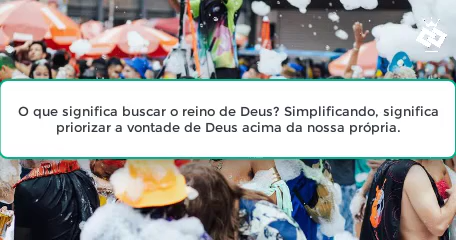 O que significa buscar o reino de Deus? Simplificando, significa
priorizar a vontade de Deus acima da nossa própria.